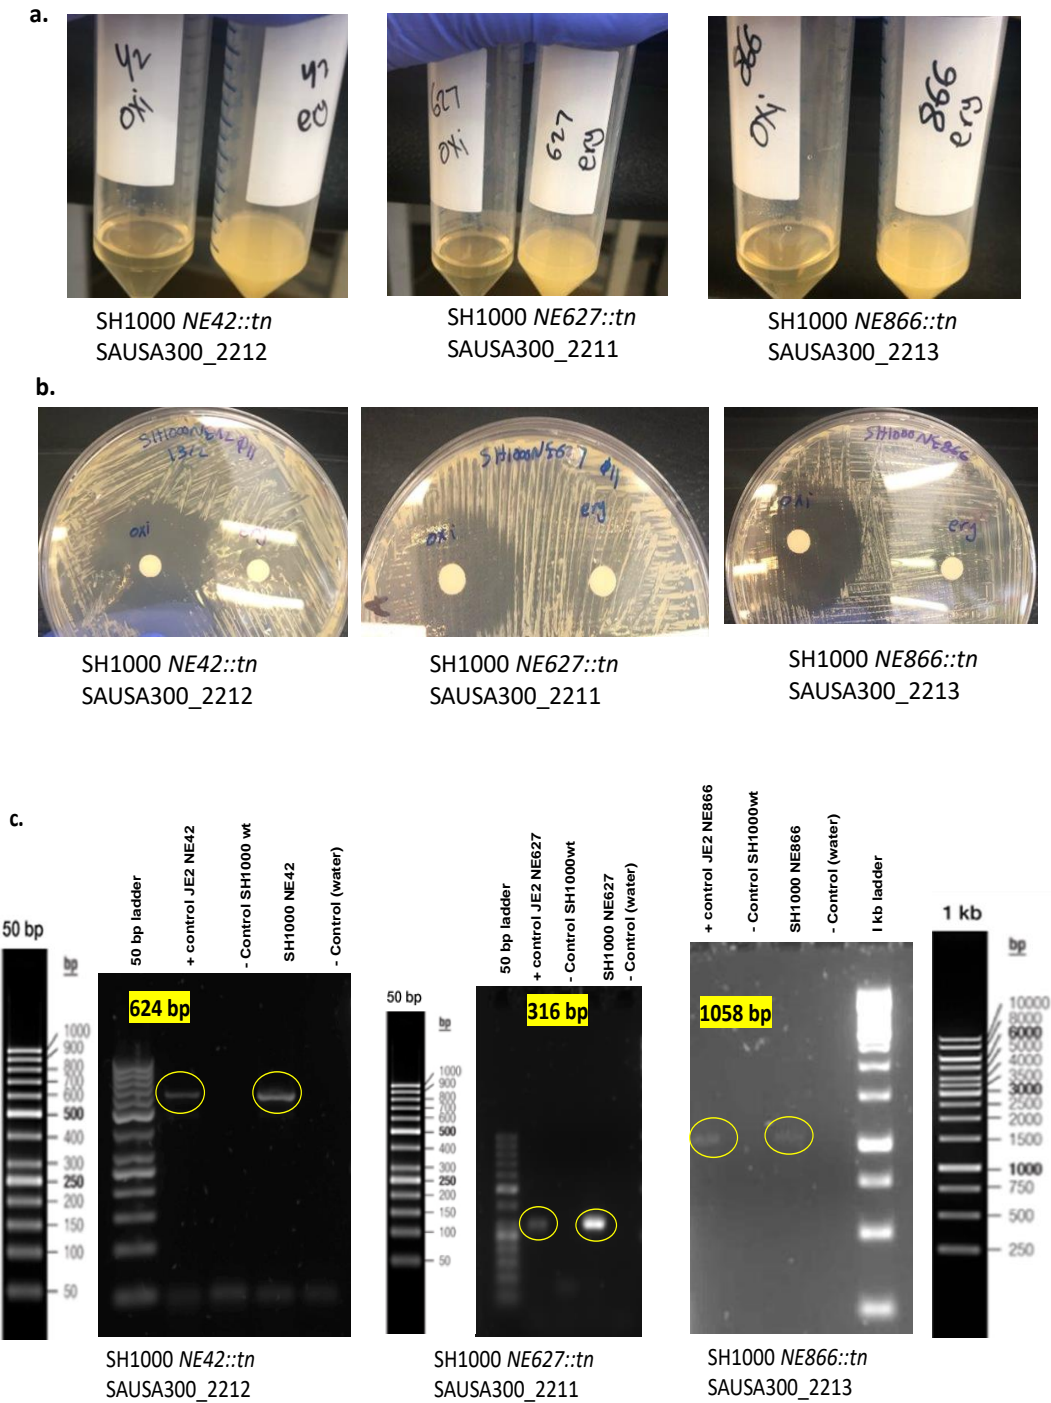 a.
42
oxi
42
627
oxi
627
ery
866
oxi
866
ery
SH1000 NE42::tn
SAUSA300_2212
SH1000 NE627::tn
SAUSA300_2211
SH1000 NE866::tn
SAUSA300_2213
b.
oxi
SH1000NE627 φ11
oxi
ery
SH1000NE866
oxi
ery
SH1000 NE42::tn
SAUSA300_2212
SH1000 NE627::tn
SAUSA300_2211
SH1000 NE866::tn
SAUSA300_2213
c.
50 bp
bp
1000
900
800
700
600
500
400
300
250
200
150
100
50
50 bp ladder
+ control JE2 NE42
- Control SH1000 wt
SH1000 NE42
- Control (water)
624 bp
SH1000 NE42::tn
SAUSA300_2212
50 bp
bp
1000
900
800
700
600
500
400
300
250
200
150
100
50
50 bp ladder
+ control JE2 NE627
- Control SH1000wt
SH1000 NE627
- Control (water)
316 bp
SH1000 NE627::tn
SAUSA300_2211
+ control JE2 NE866
- Control SH1000wt
SH1000 NE866
- Control (water)
I kb ladder
1058 bp
SH1000 NE866::tn
SAUSA300_2213
1 kb
bp
10000
8000
6000
5000
4000
3500
3000
2500
2000
1500
1000
750
500
250